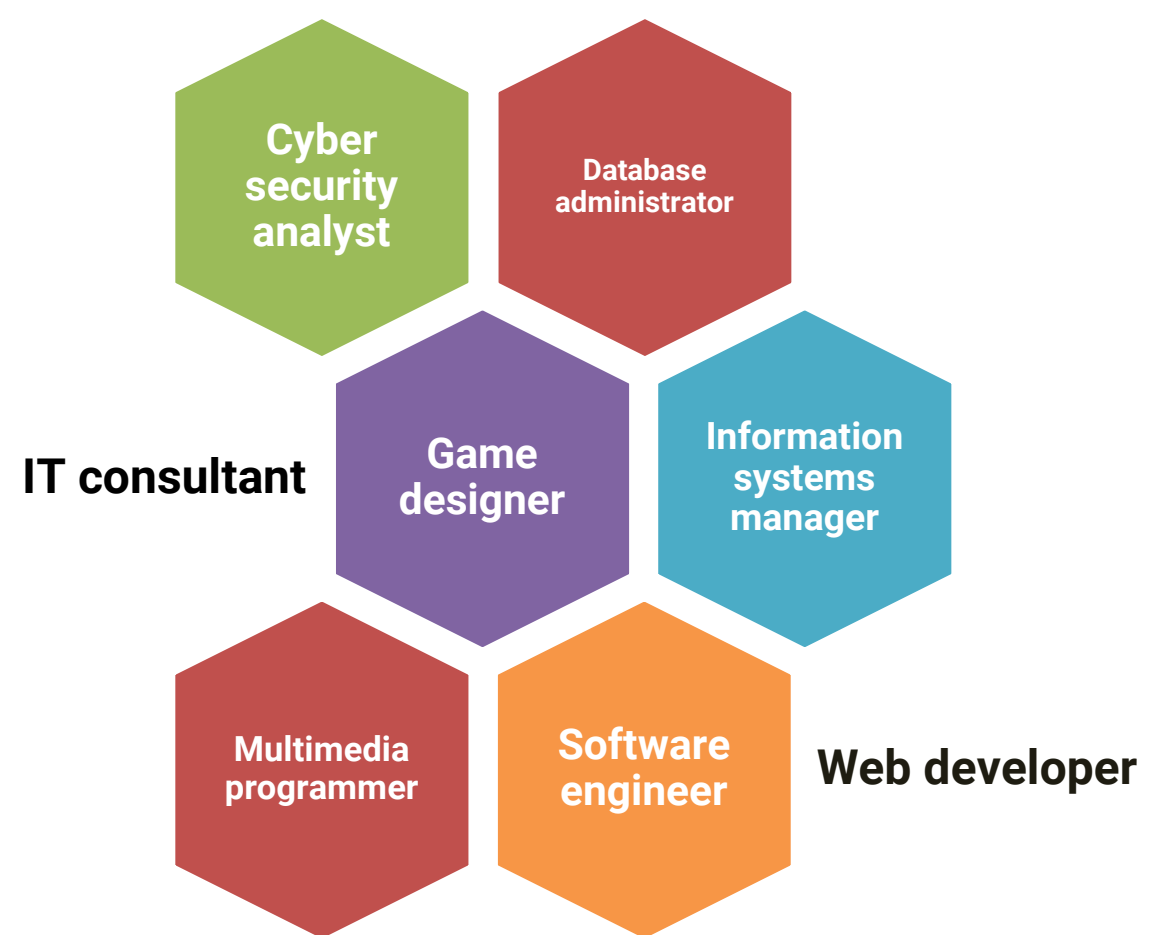 Cyber
security
analyst
Database
administrator
IT consultant
Game
designer
Information
systems
manager
Multimedia
programmer
Software
engineer
Web developer